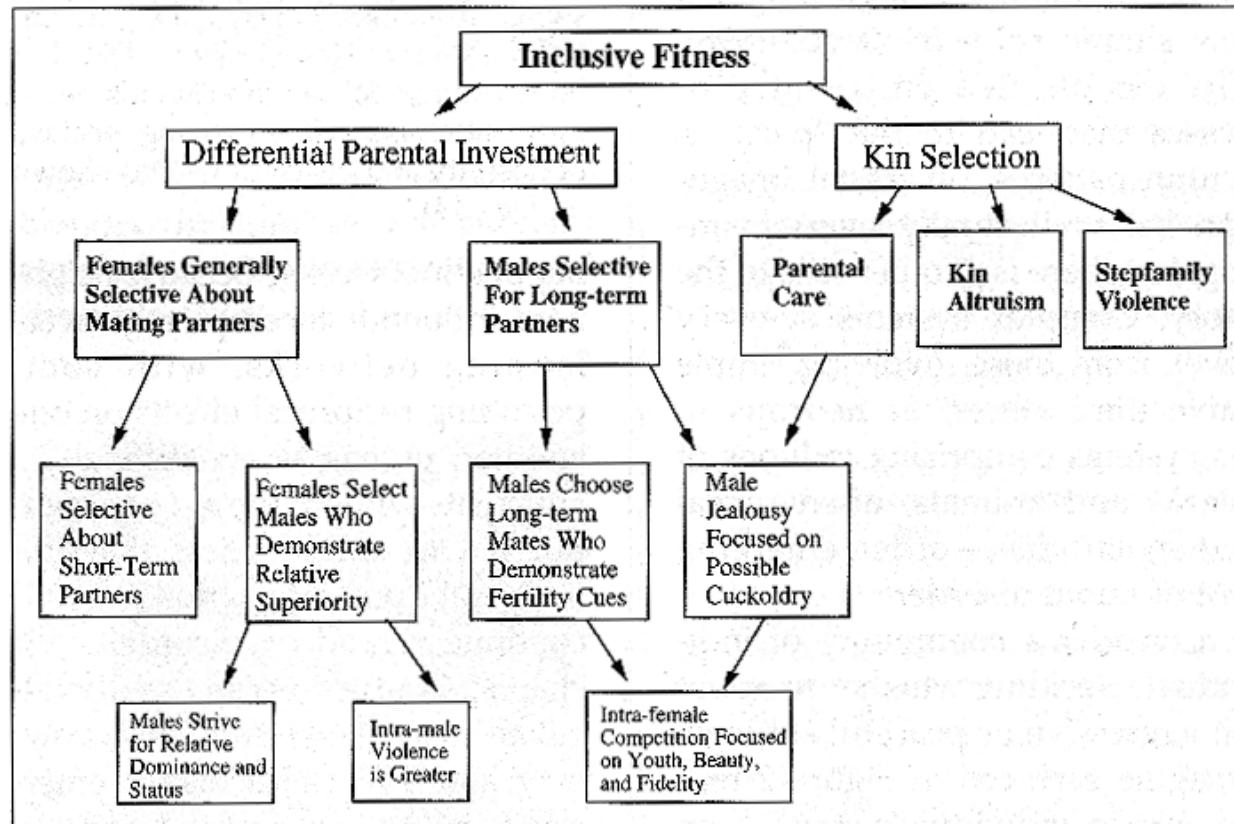 Inclusive Fitness
Differential Parental Investment
Kin Selection
Females Generally
Selective About
Mating Partners
Males Selective
For Long-term
Partners
Parental
Care
Kin
Altruism
Stepfamily
Violence
Females
Selective
About
Short-Term
Partners
Females Select
Males Who
Demonstrate
Relative
Superiority
Males Choose
Long-term
Mates Who
Demonstrate
Fertility Cues
Male
Jealousy
Focused on
Possible
Cuckoldry
Males Strive
for Relative
Dominance and
Status
Intra-male
Violence
is Greater
Intra-female
Competition Focused
on Youth, Beauty,
and Fidelity